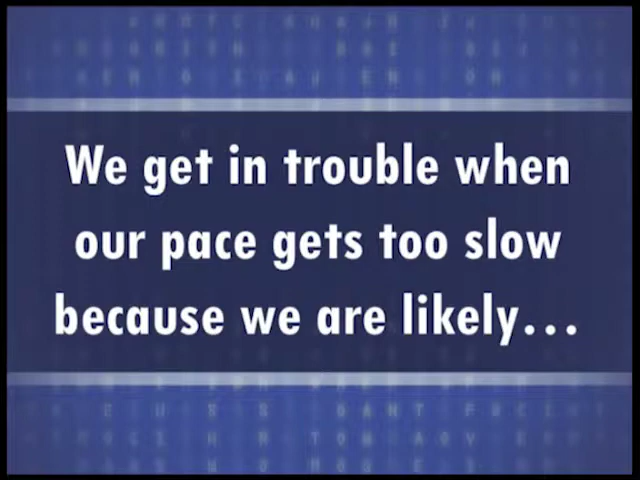 We get in trouble when
our pace gets too slow
because we are likely…